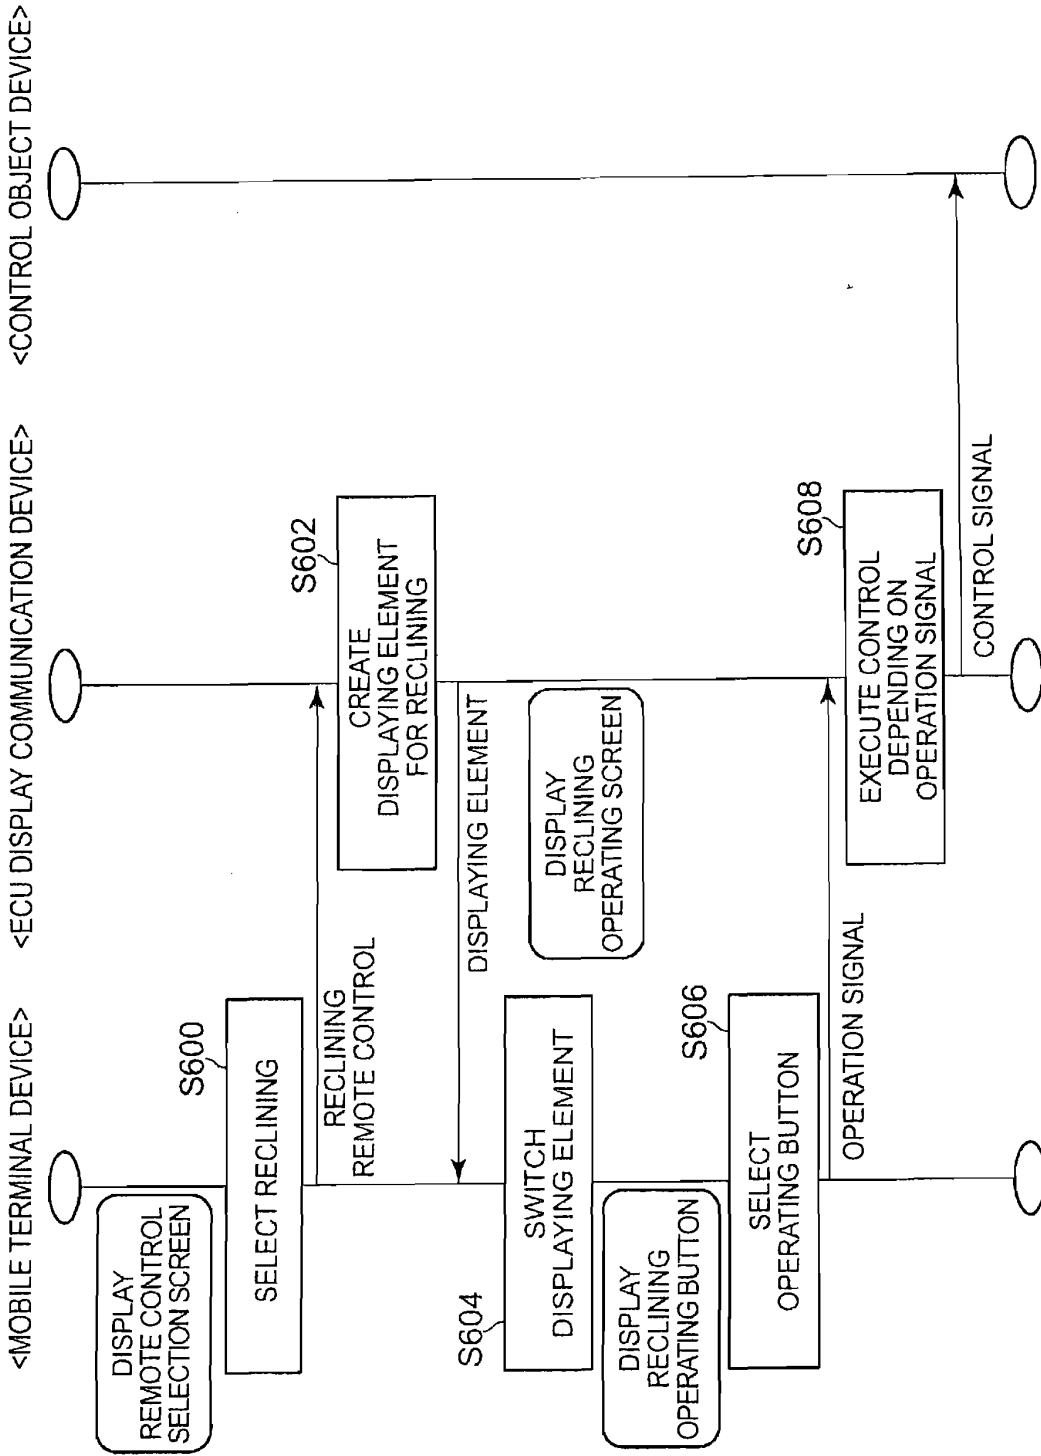 <MOBILE TERMINAL DEVICE>
<ECU DISPLAY COMMUNICATION DEVICE>
<CONTROL OBJECT DEVICE>
DISPLAY
REMOTE CONTROL
SELECTION SCREEN
S600
SELECT RECLINING
RECLINING
REMOTE CONTROL
S602
CREATE
DISPLAYING ELEMENT
FOR RECLINING
DISPLAYING ELEMENT
S604
SWITCH
DISPLAYING ELEMENT
DISPLAY
RECLINING
OPERATING SCREEN
DISPLAY
RECLINING
OPERATING BUTTON
S606
SELECT
OPERATING BUTTON
OPERATION SIGNAL
S608
EXECUTE CONTROL
DEPENDING ON
OPERATION SIGNAL
CONTROL SIGNAL